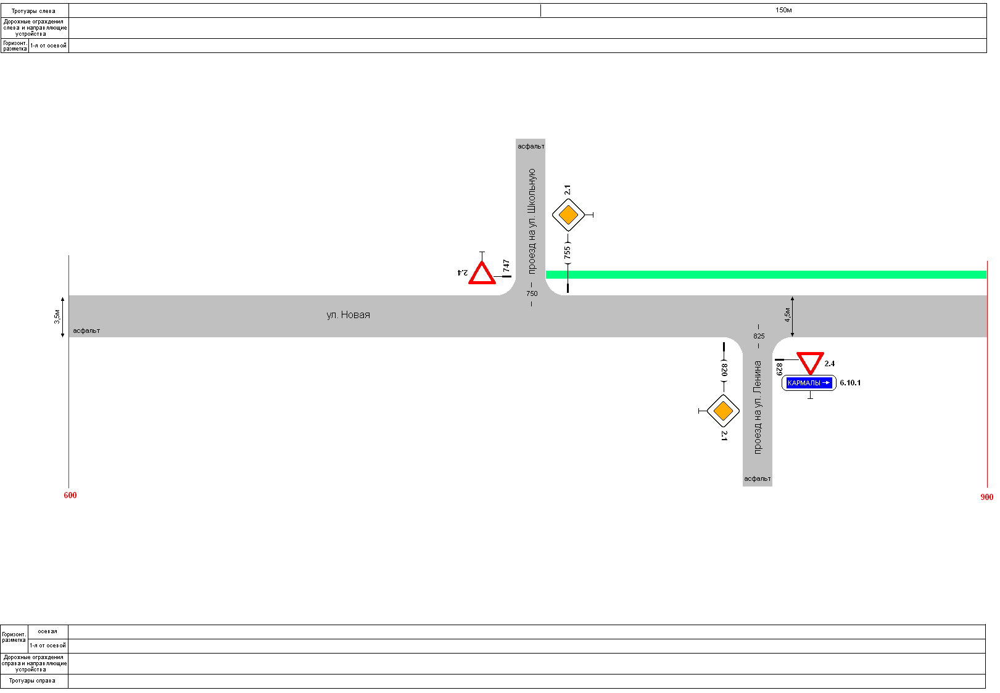 Тротуары слева
150м
Дорожные ограждения
слева и направляющие
устройства
Горизонт.
разметка
1-я от осевой
асфальт
проезд на ул. Школьную
2.1
755
747
2.4
750
3,5м
ул. Новая
асфальт
4,5м
825
820
2.1
829
2.4
КАРМАЛЫ
6.10.1
проезд на ул. Ленина
асфальт
600
900
Горизонт.
разметка
осевая
1-я от осевой
Дорожные ограждения
справа и направляющие
устройства
Тротуары справа